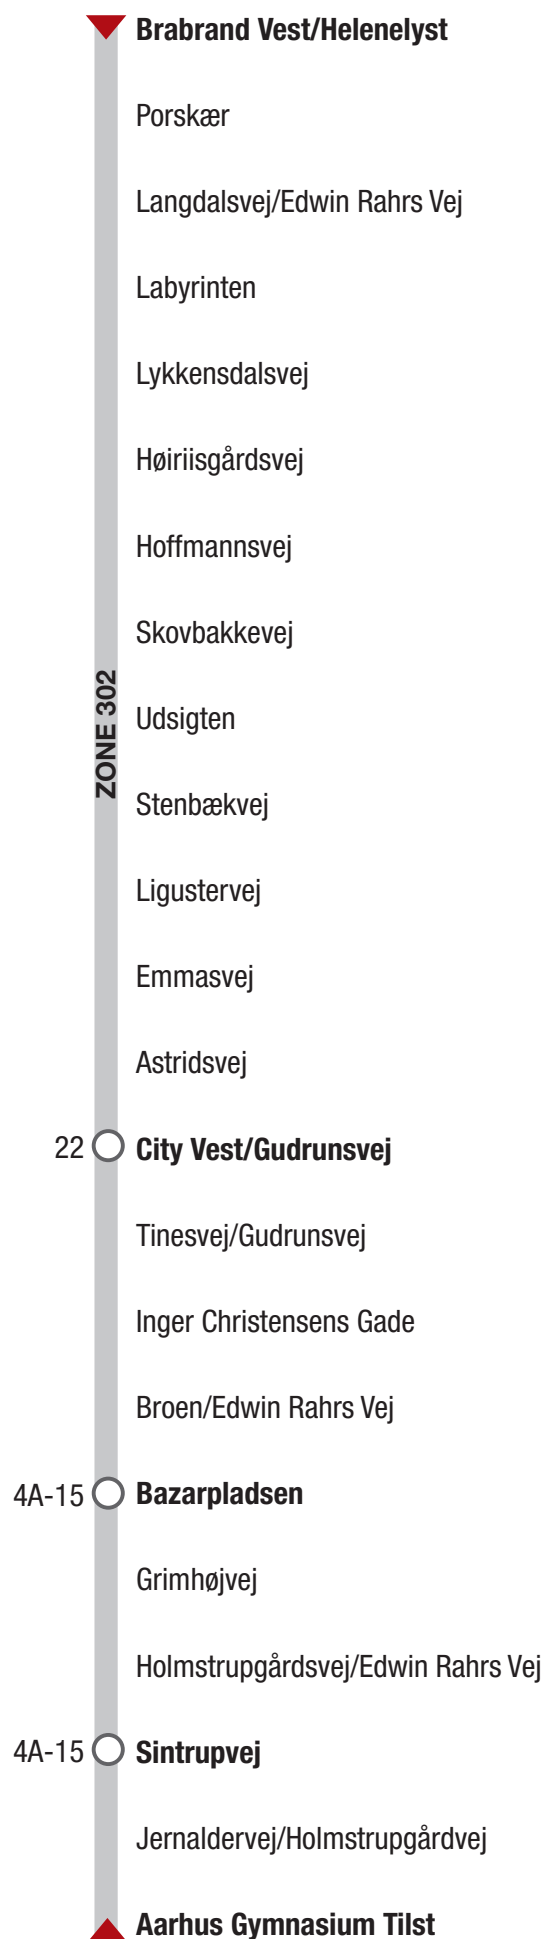 Brabrand Vest/Helenelyst
Porskær
Langdalsvej/Edwin Rahrs Vej
Labyrinten
Lykkensdalsvej
Høiriisgårdsvej
Hoffmannsvej
Skovbakkevej
ZONE 302
Udsigten
Stenbækvej
Ligustervej
Emmasvej
Astridsvej
22 City Vest/Gudrunsvej
Tinesvej/Gudrunsvej
Inger Christensens Gade
Broen/Edwin Rahrs Vej
4A-15 Bazarpladsen
Grimhøjvej
Holmstrupgårdsvej/Edwin Rahrs Vej
4A-15 Sintrupvej
Jernaldervej/Holmstrupgårdvej
Aarhus Gymnasium Tilst